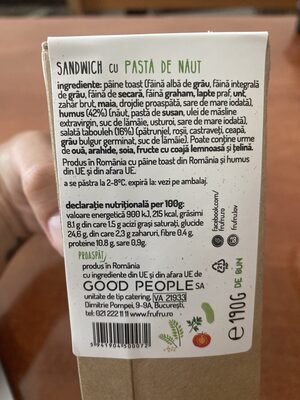 SANDWICH CU PASTĂ DE NĂUT
ingrediente: pâine toast (făină albă de grâu, făină integrală
de grâu, făină de secară, făină graham, lapte praf, unt,
zahăr brut, maia, drojdie proaspătă, sare de mare iodată),
humus (42%) (năut, pastă de susan, ulei de măsline
extravirgin, suc de lămâie, usturoi, sare de mare iodată),
salată tabouleh (16%) (pătrunjel, roșii, castraveți, ceapă,
grâu bulgur germinat, suc de lămâie). Poate conține urme
de ouă, arahide, soia, fructe cu coajă lemnoasă și țelină.
Produs în România cu pâine toast din România și humus
din UE și din afara UE.
a se păstra la 2-8°C. expiră la: vezi pe ambalaj.
declarație nutrițională per 100g:
valoare energetică 900 kJ, 215 kcal, grăsimi
8.1 g din care 1.5 g acizi grași saturați, glucide
24,6 g, din care 2.3 g zaharuri, fibre 0.4 g,
proteine 10.8 g, sare 0.9g.
PROASPĂT
produs în România
cu ingrediente din UE și din afara UE de
GOOD PEOPLE SA
unitate de tip catering, VA 21933
Dimitrie Pompei, 9-9A, București.
tel: 021 222 11 11 www.frufru.ro
5941904500072
facebook.com/
frufru.ro
frufru.lov
℮190G DE BUN